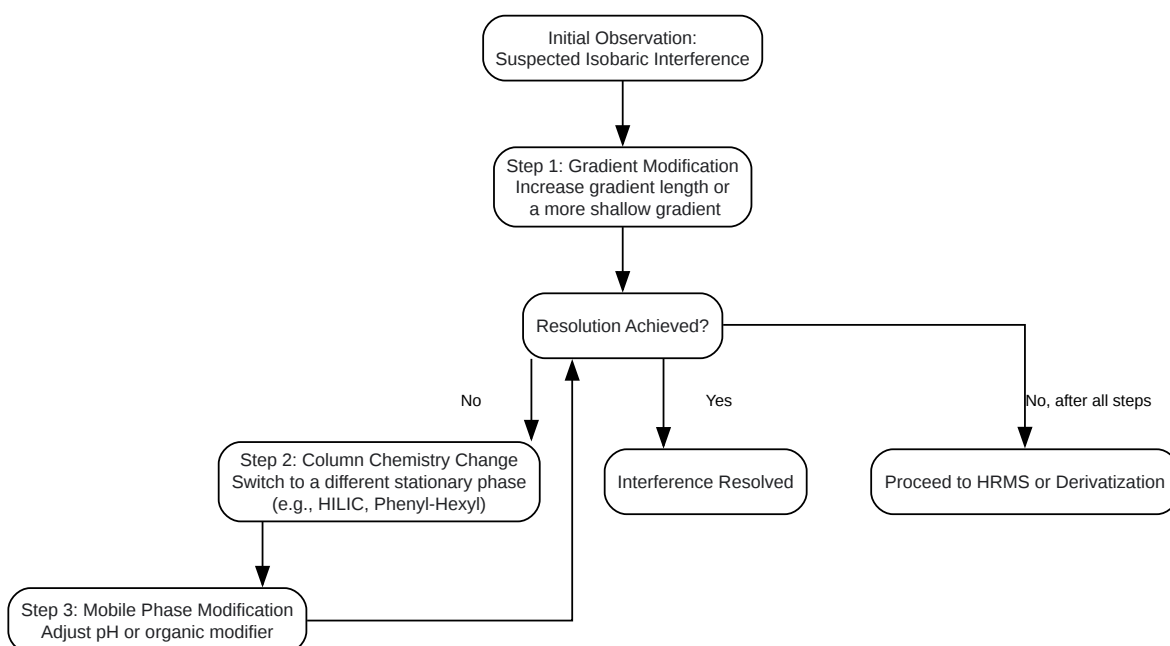 Initial Observation:
Suspected Isobaric Interference
Step 1: Gradient Modification
Increase gradient length or
a more shallow gradient
Resolution Achieved?
No
Yes
No, after all steps
Step 2: Column Chemistry Change
Switch to a different stationary phase
(e.g., HILIC, Phenyl-Hexyl)
Interference Resolved
Proceed to HRMS or Derivatization
Step 3: Mobile Phase Modification
Adjust pH or organic modifier